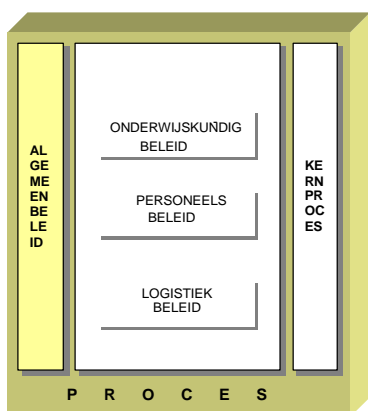 AL
GE
ME
EN
BE
LE
ID
ONDERWIJSKUNDIG
BELEID
PERSONEELS
BELEID
LOGISTIEK
BELEID
KE
RN
PR
OC
ES
P R O C E S